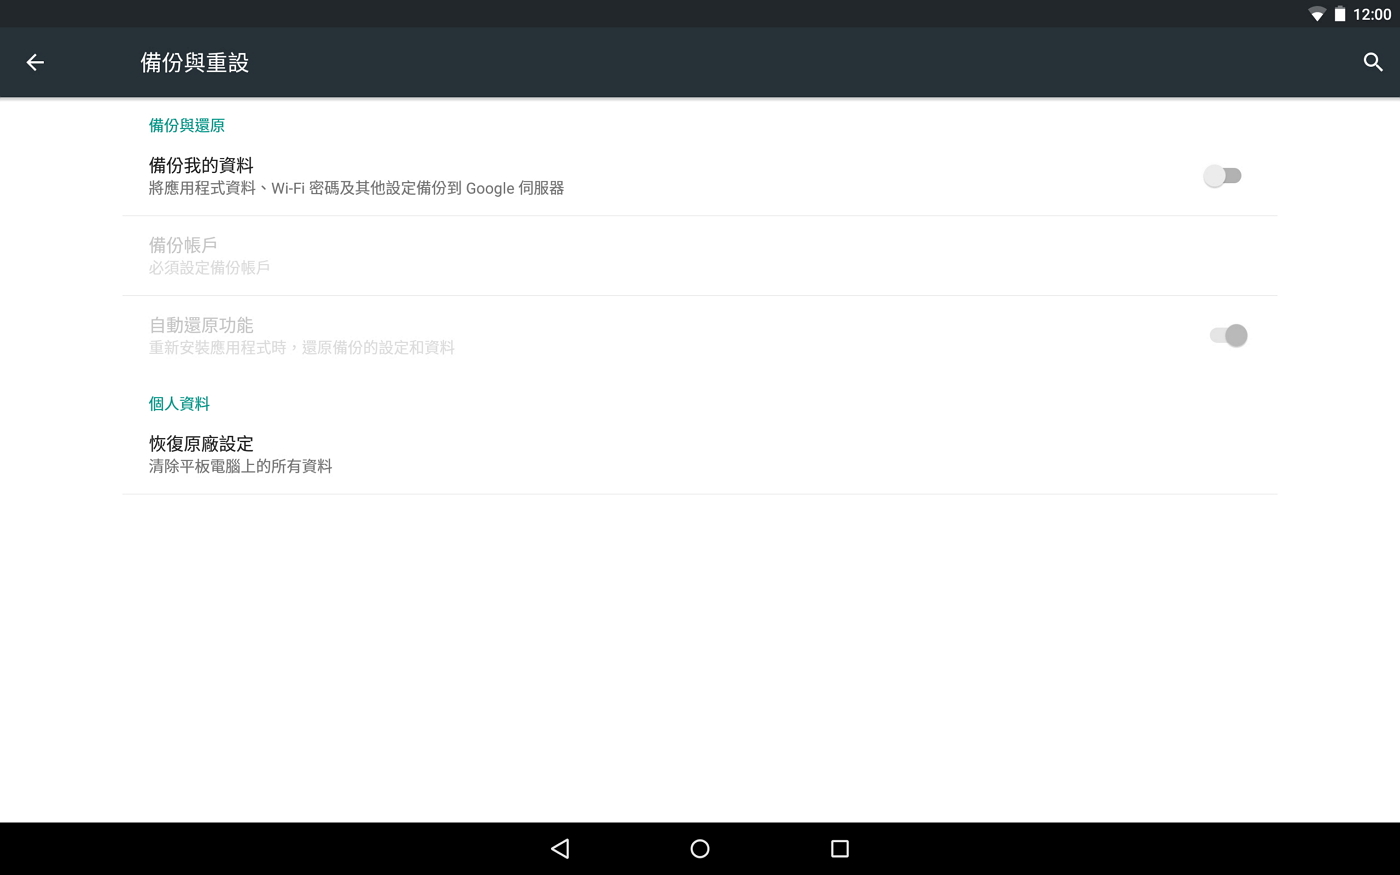 12:00
備份與重設
備份與還原
備份我的資料
將應用程式資料、Wi-Fi 密碼及其他設定備份到 Google 伺服器
備份帳戶
必須設定備份帳戶
自動還原功能
重新安裝應用程式時，還原備份的設定和資料
個人資料
恢復原廠設定
清除平板電腦上的所有資料